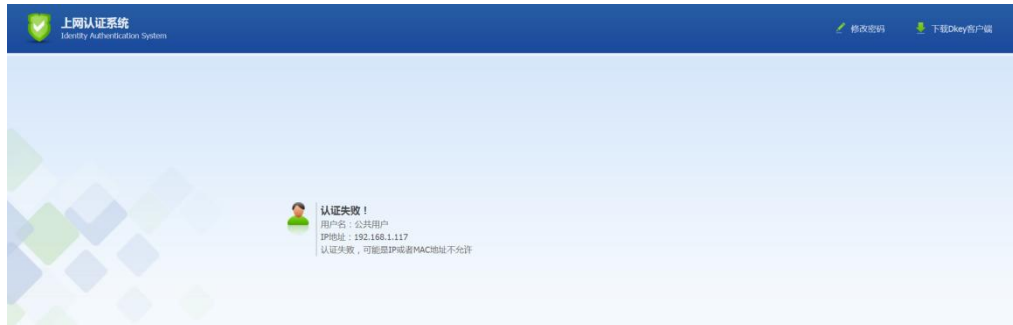 上网认证系统
Identity Authentication System
修改密码
下载Dkey客户端
认证失败！
用户名：公共用户
IP地址：192.168.1.117
认证失败，可能是IP或者MAC地址不允许